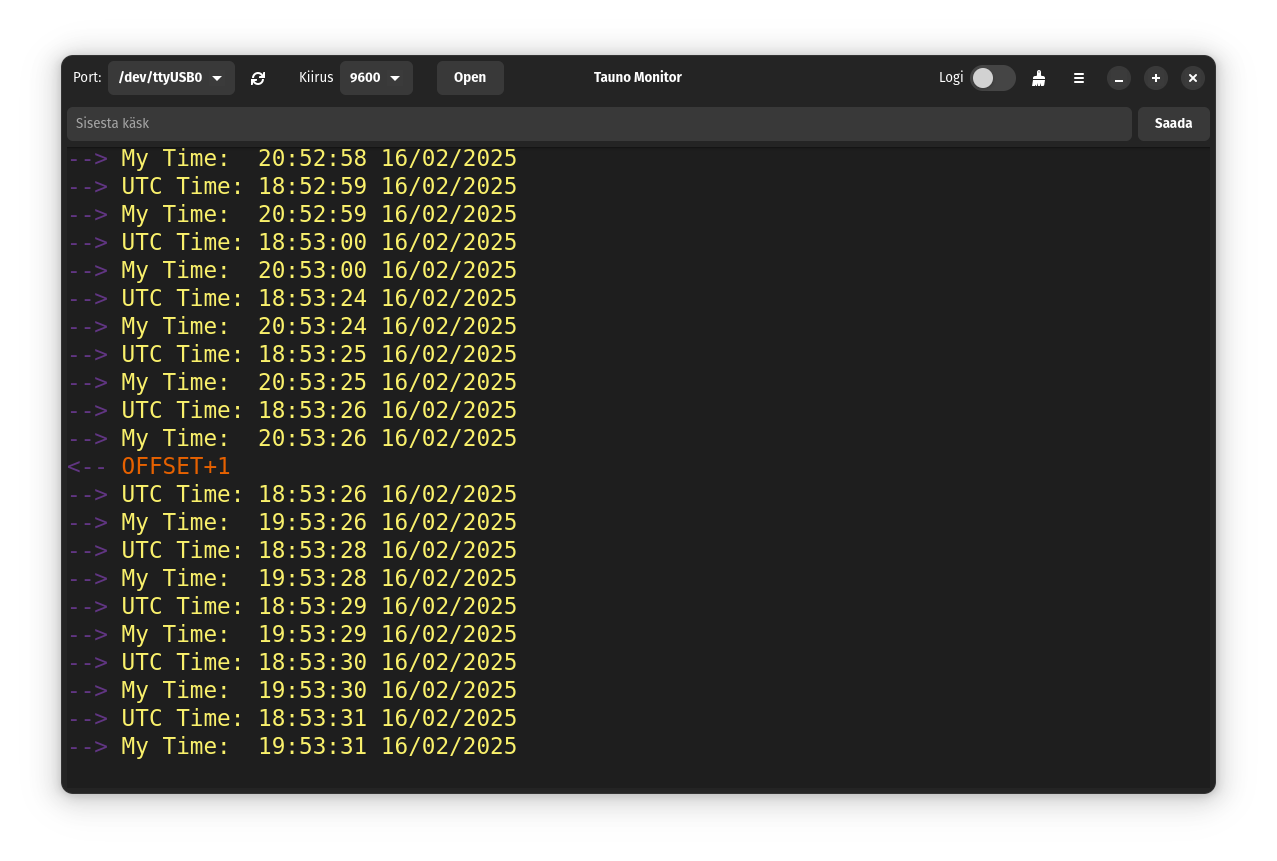 Port: /dev/ttyUSB0 Kiirus 9600 Open Tauno Monitor Logi
Sisesta käsk Saada
--> My Time:  20:52:58 16/02/2025
--> UTC Time: 18:52:59 16/02/2025
--> My Time:  20:52:59 16/02/2025
--> UTC Time: 18:53:00 16/02/2025
--> My Time:  20:53:00 16/02/2025
--> UTC Time: 18:53:24 16/02/2025
--> My Time:  20:53:24 16/02/2025
--> UTC Time: 18:53:25 16/02/2025
--> My Time:  20:53:25 16/02/2025
--> UTC Time: 18:53:26 16/02/2025
--> My Time:  20:53:26 16/02/2025
<-- OFFSET+1
--> UTC Time: 18:53:26 16/02/2025
--> My Time:  19:53:26 16/02/2025
--> UTC Time: 18:53:28 16/02/2025
--> My Time:  19:53:28 16/02/2025
--> UTC Time: 18:53:29 16/02/2025
--> My Time:  19:53:29 16/02/2025
--> UTC Time: 18:53:30 16/02/2025
--> My Time:  19:53:30 16/02/2025
--> UTC Time: 18:53:31 16/02/2025
--> My Time:  19:53:31 16/02/2025